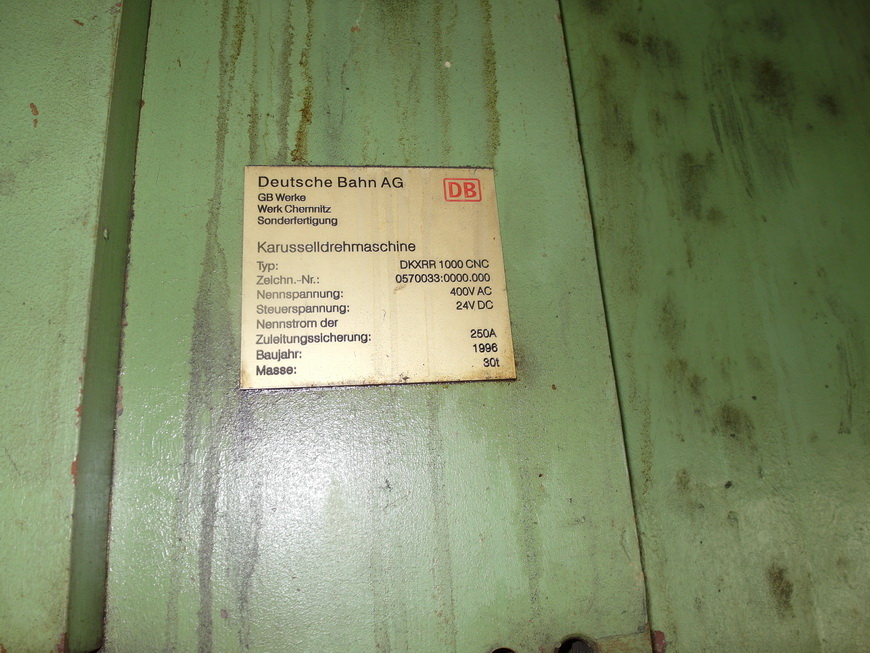 Deutsche Bahn AG
DB
GB Werke
Werk Chemnitz
Sonderfertigung
Karusselldrehmaschine
Typ: DKXRR 1000 CNC
Zeichn.-Nr.: 0570033:0000.000
Nennspannung: 400V AC
Steuerspannung: 24V DC
Nennstrom der
Zuleitungssicherung: 250A
Baujahr: 1996
Masse: 30t